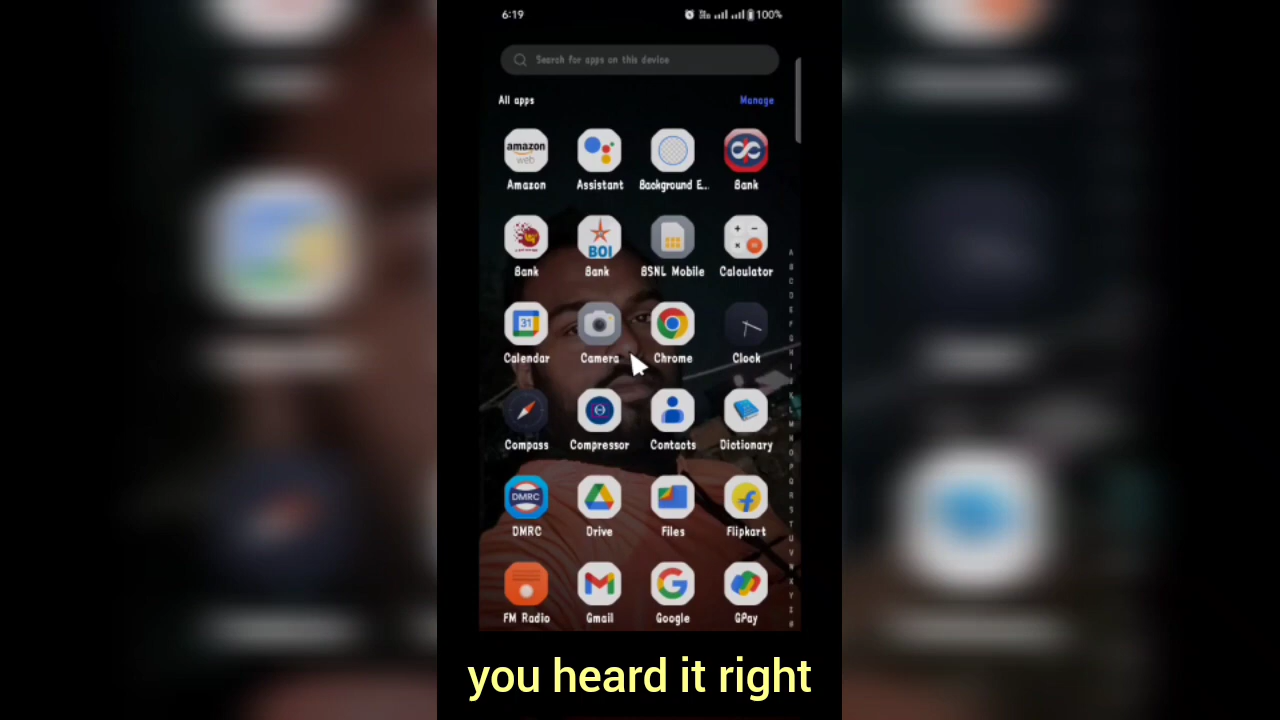 6:19
100%
Search for apps on this device
All apps
Manage
amazon
web
Amazon
Assistant
Background E..
Bank
BOI
Bank
Bank
BSNL Mobile
Calculator
31
Calendar
Camera
Chrome
Clock
Compass
Compressor
Contacts
Dictionary
DMRC
DMRC
Drive
Files
Flipkart
FM Radio
Gmail
Google
GPay
you heard it right